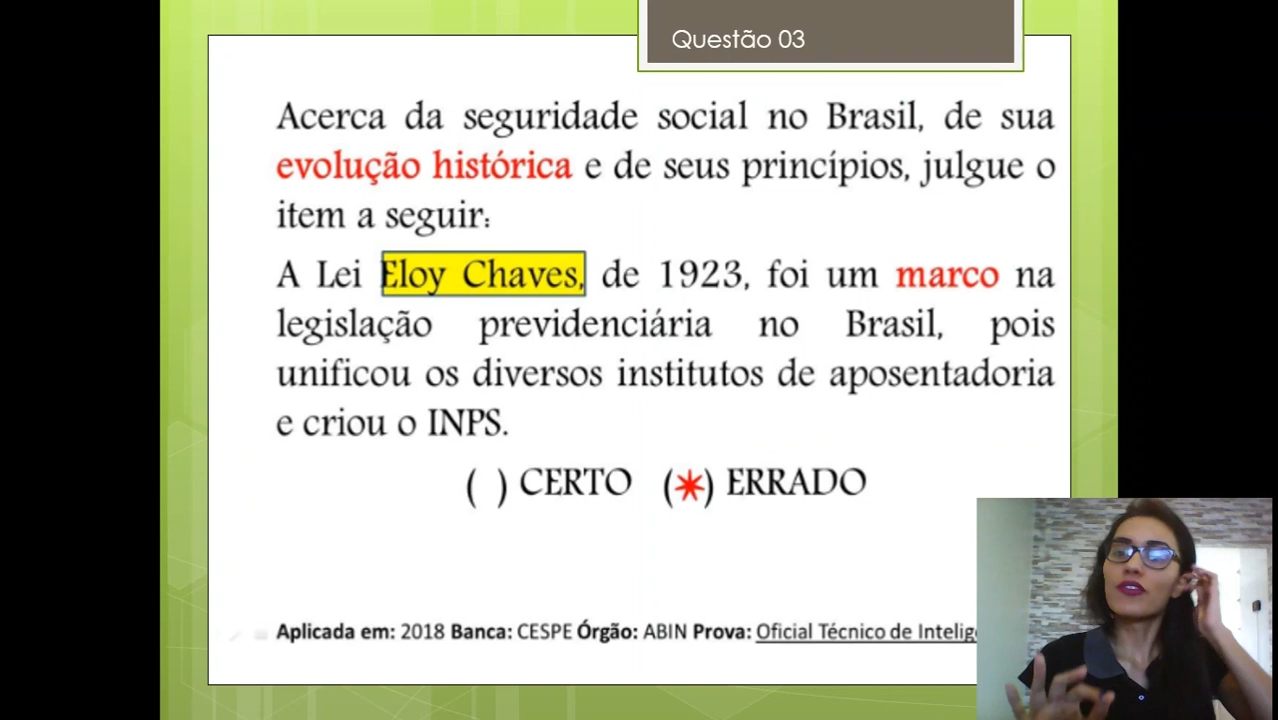 Questão 03
Acerca da seguridade social no Brasil, de sua
evolução histórica e de seus princípios, julgue o
item a seguir:
A Lei Eloy Chaves, de 1923, foi um marco na
legislação previdenciária no Brasil, pois
unificou os diversos institutos de aposentadoria
e criou o INPS.
( ) CERTO (*) ERRADO
Aplicada em: 2018 Banca: CESPE Órgão: ABIN Prova: Oficial Técnico de